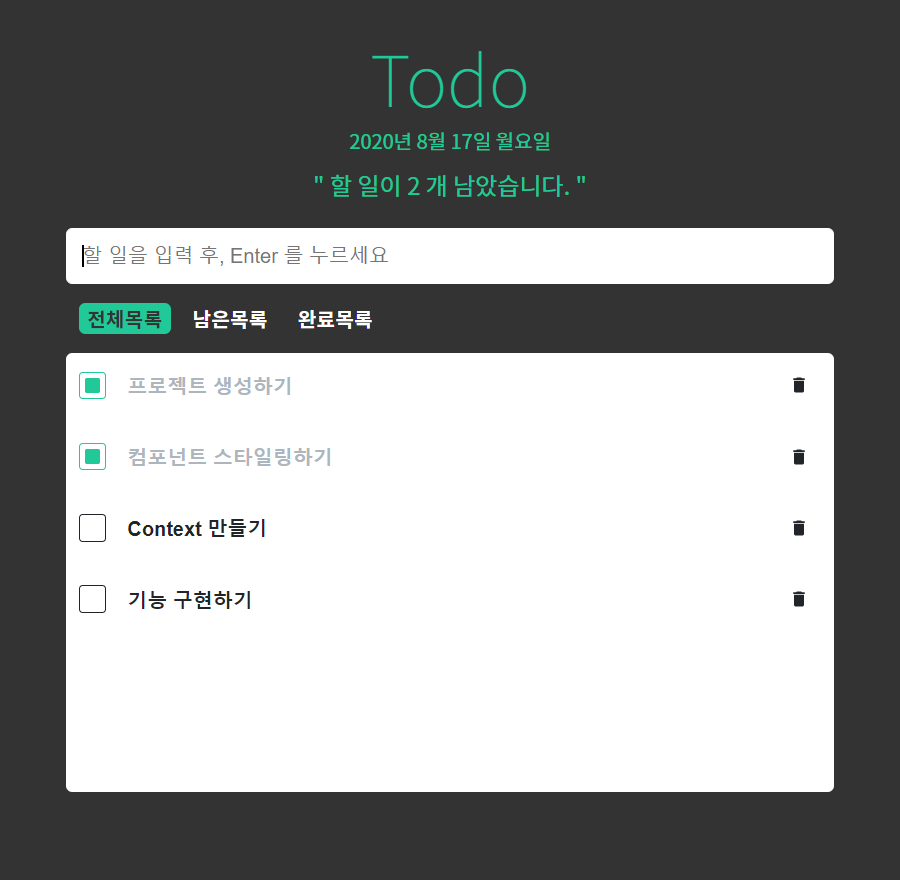 Todo
2020년 8월 17일 월요일
" 할 일이 2 개 남았습니다. "
할 일을 입력 후, Enter 를 누르세요
전체목록 남은목록 완료목록
프로젝트 생성하기
컴포넌트 스타일링하기
Context 만들기
기능 구현하기